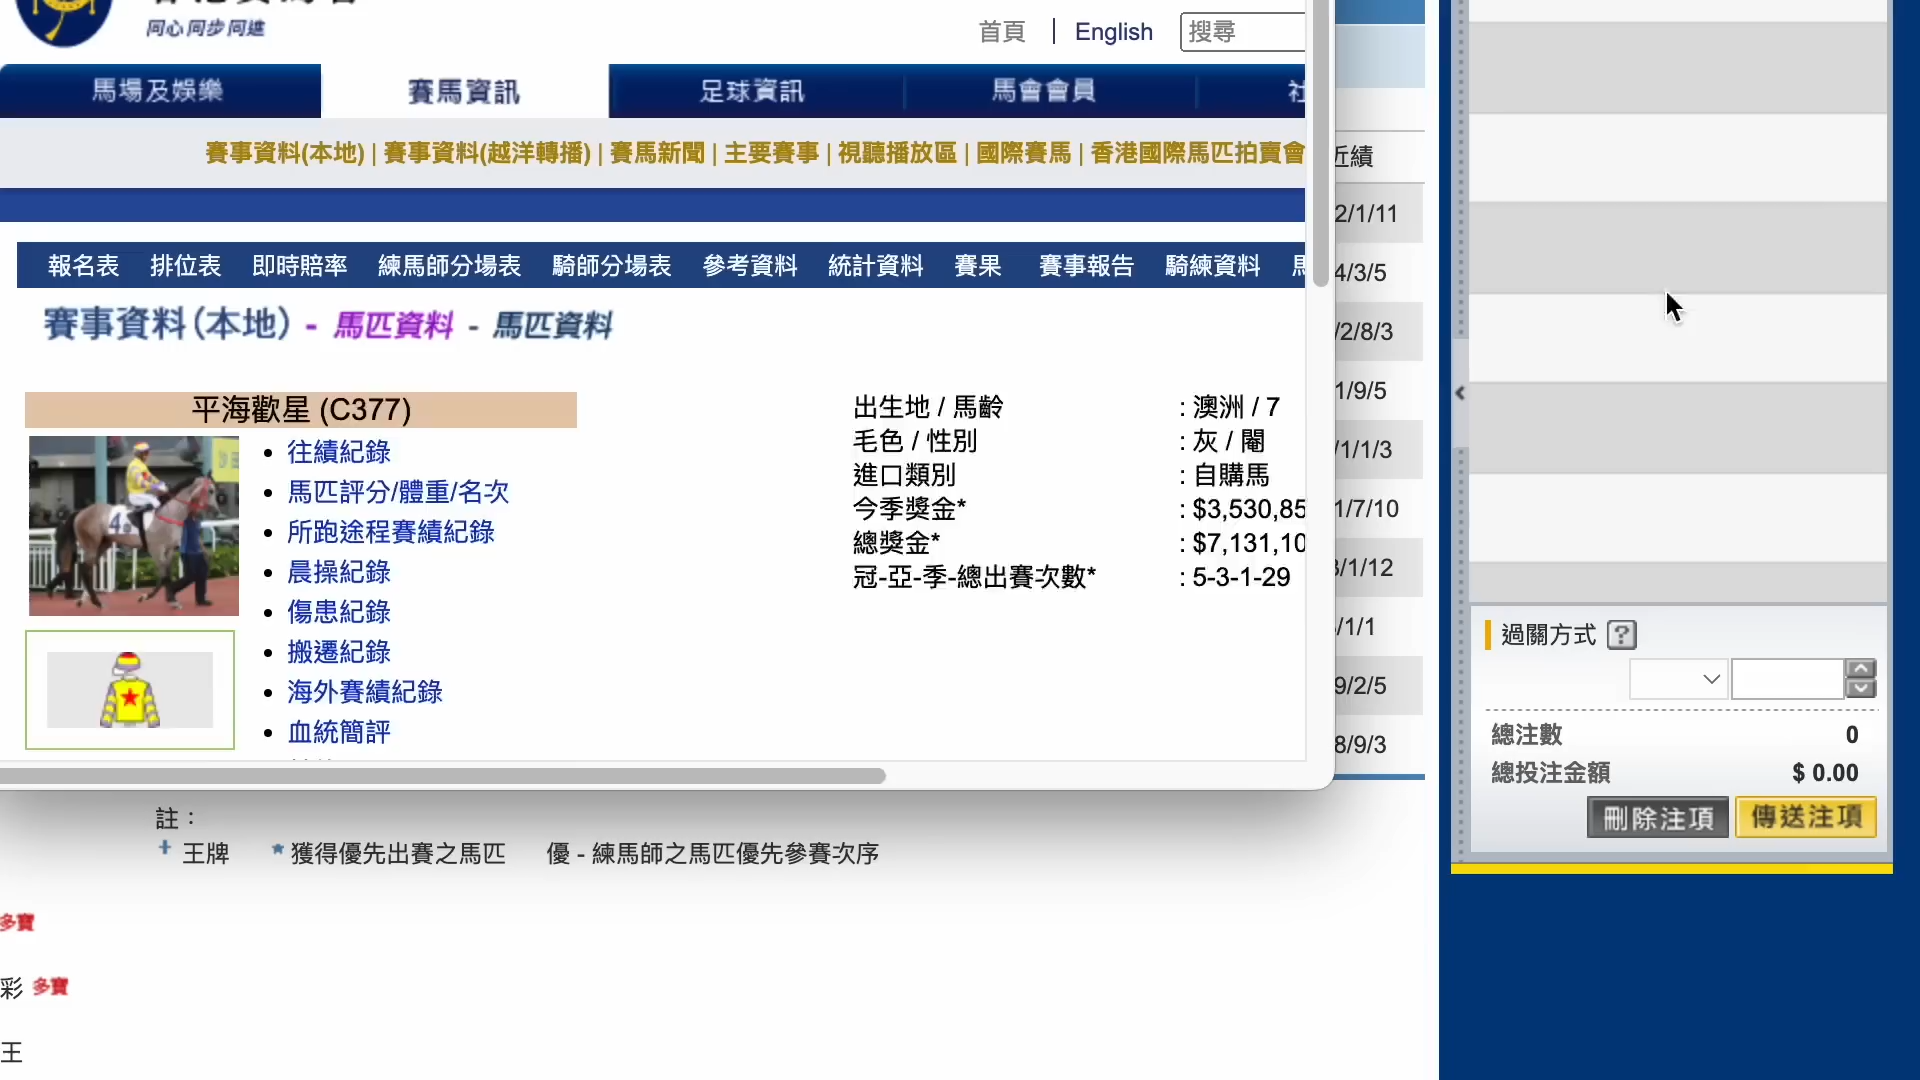 同心同步同進
首頁 | English 搜尋
馬場及娛樂 賽馬資訊 足球資訊 馬會會員 社
賽事資料(本地) | 賽事資料(越洋轉播) | 賽馬新聞 | 主要賽事 | 視聽播放區 | 國際賽馬 | 香港國際馬匹拍賣會
報名表 排位表 即時賠率 練馬師分場表 騎師分場表 參考資料 統計資料 賽果 賽事報告 騎練資料
賽事資料(本地) - 馬匹資料 - 馬匹資料
平海歡星 (C377)
往績紀錄
馬匹評分/體重/名次
所跑途程賽績紀錄
晨操紀錄
傷患紀錄
搬遷紀錄
海外賽績紀錄
血統簡評
出生地 / 馬齡 : 澳洲 / 7
毛色 / 性別 : 灰 / 閹
進口類別 : 自購馬
今季獎金* : $3,530,85
總獎金* : $7,131,10
冠-亞-季-總出賽次數* : 5-3-1-29
近績
2/1/11
4/3/5
/2/8/3
1/9/5
/1/1/3
1/7/10
/1/12
/1/1
9/2/5
8/9/3
註：
+ 王牌 * 獲得優先出賽之馬匹 優 - 練馬師之馬匹優先參賽次序
多寶
彩 多寶
王
過關方式 ?
總注數 0
總投注金額 $ 0.00
刪除注項 傳送注項